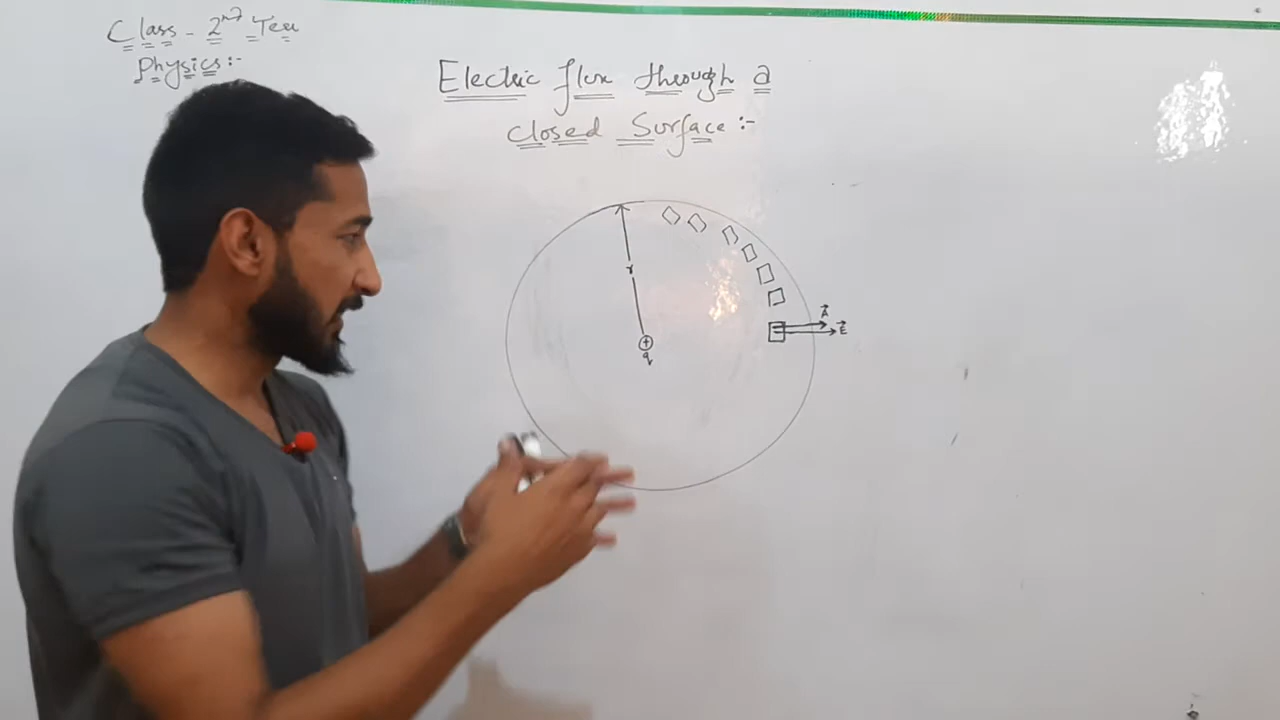 Class - 2nd Year
Physics:-
Electric flux through a
closed Surface :-
r
A
E
+
q